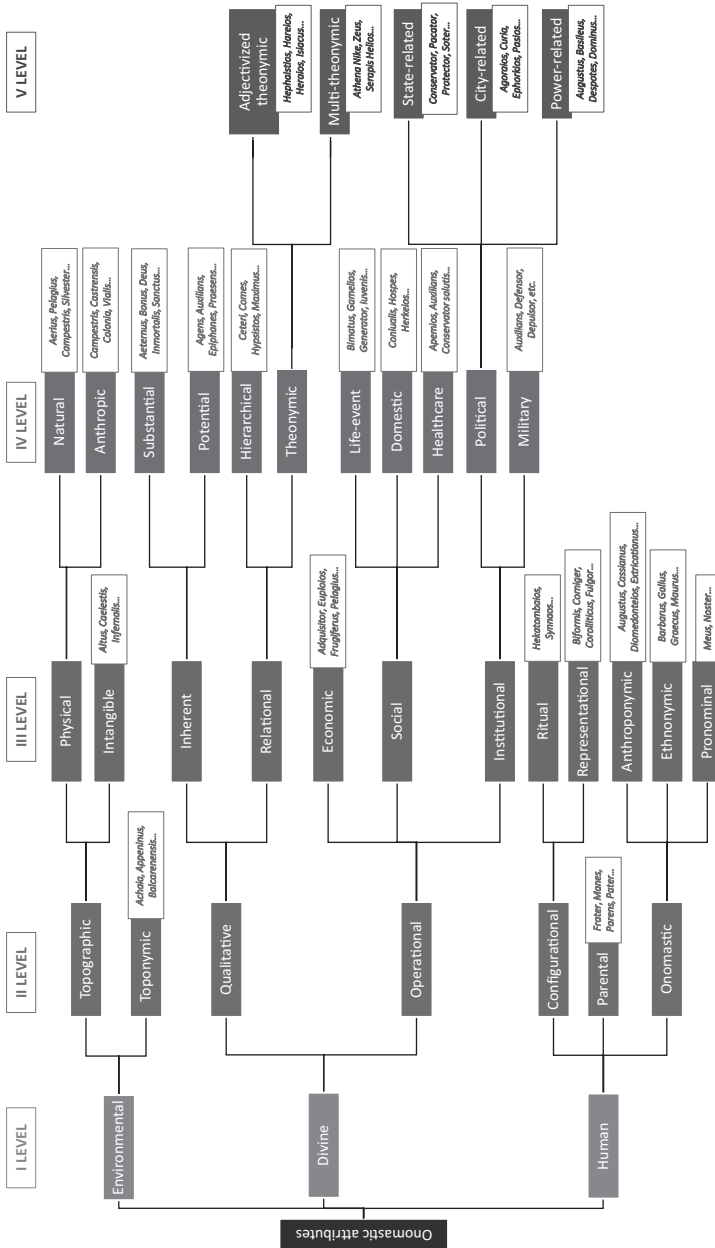 I LEVEL
II LEVEL
III LEVEL
IV LEVEL
V LEVEL
Onomastic attributes
Environmental
Divine
Human
Topographic
Toponymic
Achaia, Appeninus,
Balcarenensis...
Qualitative
Operational
Configurational
Parental
Frater, Manes,
Parens, Pater...
Onomastic
Physical
Intangible
Altus, Caelestis,
Infernalis...
Inherent
Relational
Economic
Adquisitor, Euploios,
Frugiferus, Pelagius...
Social
Institutional
Ritual
Hekatombaios,
Synnaos...
Representational
Biformis, Corniger,
Corolliticus, Fulgor...
Anthroponymic
Augustus, Cassianus,
Diomedonteios, Extricatianus...
Ethnonymic
Barbarus, Gallus,
Graecus, Maurus...
Pronominal
Meus, Noster...
Natural
Aerius, Pelagius,
Campestris, Silvester...
Anthropic
Campestris, Castrensis,
Colonia, Vialis...
Substantial
Aeternus, Bonus, Deus,
Inmortalis, Sanctus...
Potential
Agens, Auxilians,
Epiphanes, Praesens...
Hierarchical
Ceteri, Comes,
Hypsistos, Maximus...
Theonymic
Life-event
Bimatus, Gamelios,
Generator, Iuvenis...
Domestic
Coniualis, Hospes,
Herkeios...
Healthcare
Apemios, Auxilians,
Conservator salutis...
Political
Military
Auxilians, Defensor,
Depulsor, etc.
Adjectivized
theonymic
Hephaistios, Hareios,
Heraios, Isiacus...
Multi-theonymic
Athena Nike, Zeus,
Serapis Helios...
State-related
Conservator, Pacator,
Protector, Soter...
City-related
Agoraios, Curia,
Ephoridos, Pasios...
Power-related
Augustus, Basileus,
Despotes, Dominus...